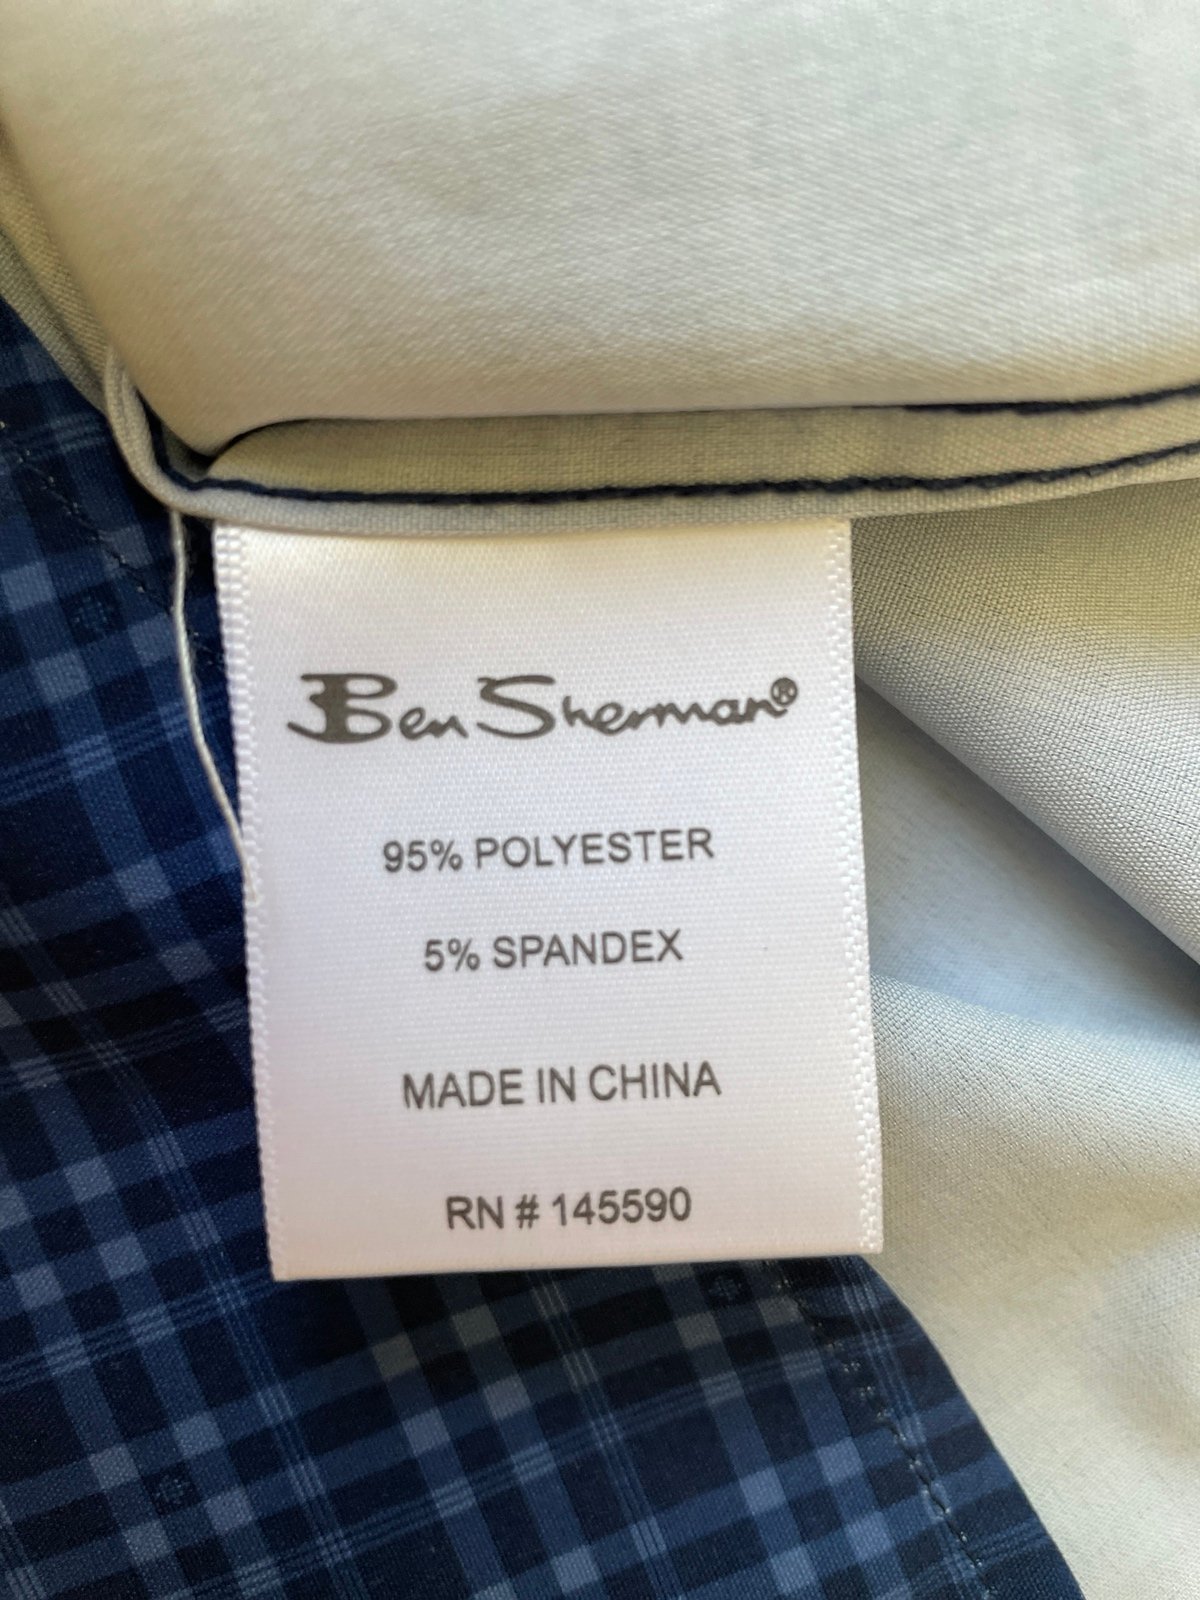 Ben Sherman®
95% POLYESTER
5% SPANDEX
MADE IN CHINA
RN # 145590